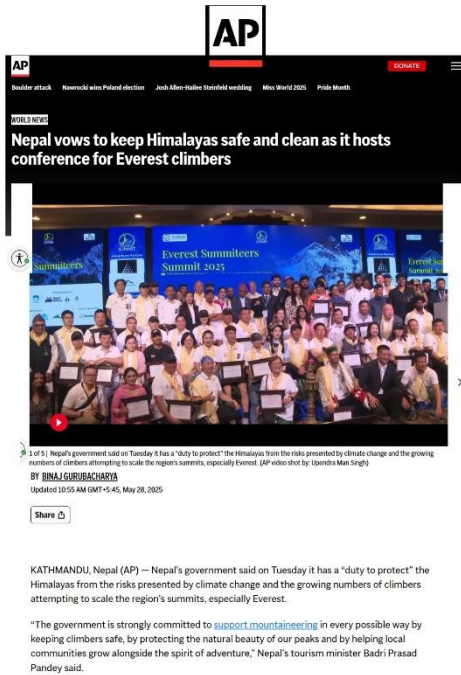 AP
AP
DONATE
Boulder attack Nawrocki wins Poland election Josh Allen-Hailee Steinfeld wedding Miss World 2025 Pride Month
WORLD NEWS
Nepal vows to keep Himalayas safe and clean as it hosts
conference for Everest climbers
Summiteers
Everest Summiteers
Summit 2025
1 of 5 | Nepal's government said on Tuesday it has a “duty to protect” the Himalayas from the risks presented by climate change and the growing
numbers of climbers attempting to scale the region's summits, especially Everest. (AP video shot by: Upendra Man Singh)
BY BINAJ GURUBACHARYA
Updated 10:55 AM GMT+5:45, May 28, 2025
Share
KATHMANDU, Nepal (AP) — Nepal's government said on Tuesday it has a “duty to protect” the
Himalayas from the risks presented by climate change and the growing numbers of climbers
attempting to scale the region's summits, especially Everest.
“The government is strongly committed to support mountaineering in every possible way by
keeping climbers safe, by protecting the natural beauty of our peaks and by helping local
communities grow alongside the spirit of adventure,” Nepal's tourism minister Badri Prasad
Pandey said.